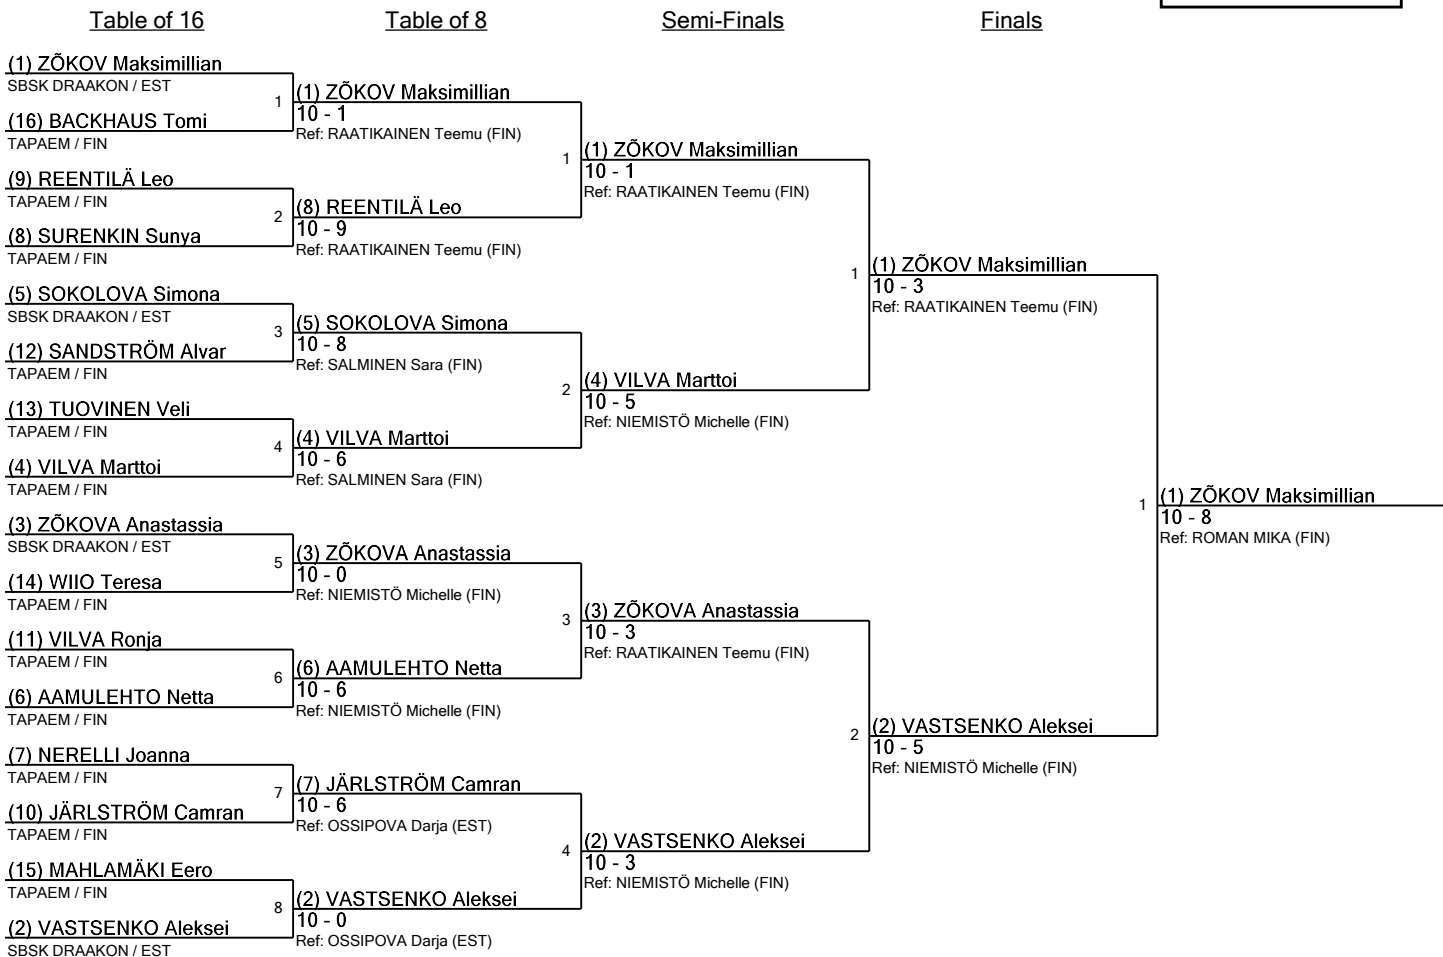 Table of 16
Table of 8
Semi-Finals
Finals
(1) ZÕKOV Maksimillian
SBSK DRAAKON / EST
(16) BACKHAUS Tomi
TAPAEM / FIN
(9) REENTILÄ Leo
TAPAEM / FIN
(8) SURENKIN Sunya
TAPAEM / FIN
(5) SOKOLOVA Simona
SBSK DRAAKON / EST
(12) SANDSTRÖM Alvar
TAPAEM / FIN
(13) TUOVINEN Veli
TAPAEM / FIN
(4) VILVA Marttoi
TAPAEM / FIN
(3) ZÕKOVA Anastassia
SBSK DRAAKON / EST
(14) WIIO Teresa
TAPAEM / FIN
(11) VILVA Ronja
TAPAEM / FIN
(6) AAMULEHTO Netta
TAPAEM / FIN
(7) NERELLI Joanna
TAPAEM / FIN
(10) JÄRLSTRÖM Camran
TAPAEM / FIN
(15) MAHLAMÄKI Eero
TAPAEM / FIN
(2) VASTSENKO Aleksei
SBSK DRAAKON / EST
1
(1) ZÕKOV Maksimillian
10 - 1
Ref: RAATIKAINEN Teemu (FIN)
2
(8) REENTILÄ Leo
10 - 9
Ref: RAATIKAINEN Teemu (FIN)
3
(5) SOKOLOVA Simona
10 - 8
Ref: SALMINEN Sara (FIN)
4
(4) VILVA Marttoi
10 - 6
Ref: SALMINEN Sara (FIN)
5
(3) ZÕKOVA Anastassia
10 - 0
Ref: NIEMISTÖ Michelle (FIN)
6
(6) AAMULEHTO Netta
10 - 6
Ref: NIEMISTÖ Michelle (FIN)
7
(7) JÄRLSTRÖM Camran
10 - 6
Ref: OSSIPOVA Darja (EST)
8
(2) VASTSENKO Aleksei
10 - 0
Ref: OSSIPOVA Darja (EST)
1
(1) ZÕKOV Maksimillian
10 - 1
Ref: RAATIKAINEN Teemu (FIN)
2
(4) VILVA Marttoi
10 - 5
Ref: NIEMISTÖ Michelle (FIN)
3
(3) ZÕKOVA Anastassia
10 - 3
Ref: RAATIKAINEN Teemu (FIN)
4
(2) VASTSENKO Aleksei
10 - 3
Ref: NIEMISTÖ Michelle (FIN)
1
(1) ZÕKOV Maksimillian
10 - 3
Ref: RAATIKAINEN Teemu (FIN)
2
(2) VASTSENKO Aleksei
10 - 5
Ref: NIEMISTÖ Michelle (FIN)
1
(1) ZÕKOV Maksimillian
10 - 8
Ref: ROMAN MIKA (FIN)